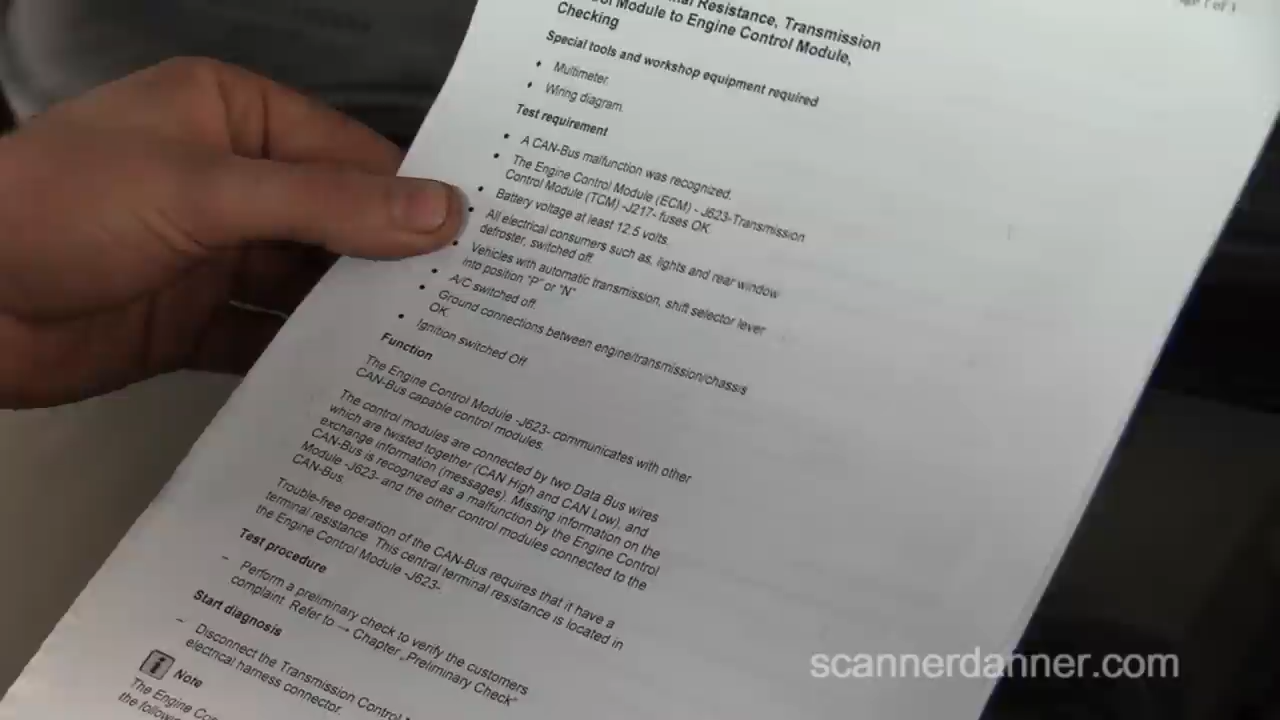 Resistance, Transmission
Module to Engine Control Module,
Checking
Special tools and workshop equipment required
• Multimeter.
• Wiring diagram.
Test requirement
• A CAN-Bus malfunction was recognized.
• The Engine Control Module (ECM) - J623-Transmission
Control Module (TCM) -J217- fuses OK.
• Battery voltage at least 12.5 volts.
• All electrical consumers such as, lights and rear window
defroster, switched off.
• Vehicles with automatic transmission, shift selector lever
into position "P" or "N"
• A/C switched off.
• Ground connections between engine/transmission/chassis
OK.
• Ignition switched Off
Function
The Engine Control Module -J623- communicates with other
CAN-Bus capable control modules.
The control modules are connected by two Data Bus wires
which are twisted together (CAN High and CAN Low), and
exchange information (messages). Missing information on the
CAN-Bus is recognized as a malfunction by the Engine Control
Module -J623- and the other control modules connected to the
CAN-Bus.
Trouble-free operation of the CAN-Bus requires that it have a
terminal resistance. This central terminal resistance is located in
the Engine Control Module -J623-
Test procedure
– Perform a preliminary check to verify the customers
complaint. Refer to → Chapter „Preliminary Check"
Start diagnosis
– Disconnect the Transmission Control
electrical harness connector.
i Note
The Engine
the following
scannerdanner.com